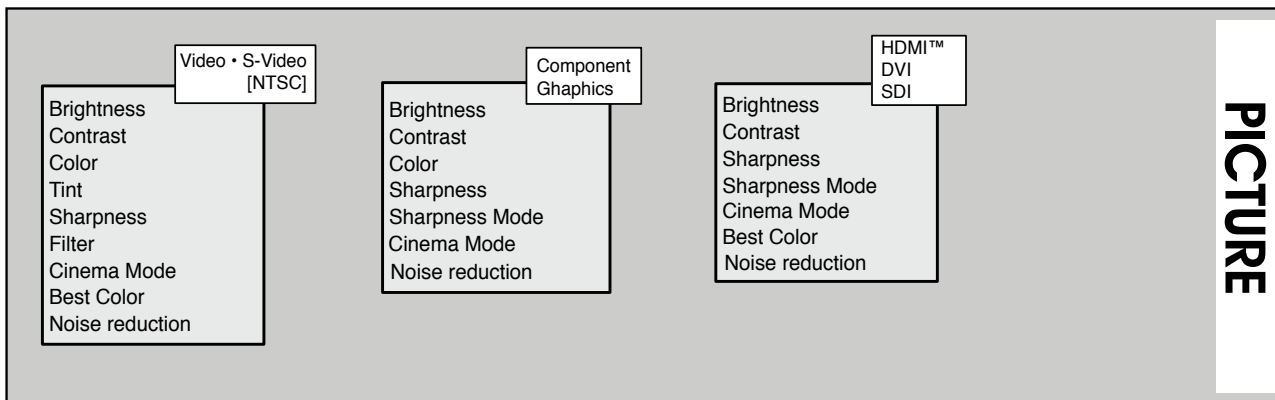 Video • S-Video
[NTSC]
Brightness
Contrast
Color
Tint
Sharpness
Filter
Cinema Mode
Best Color
Noise reduction
Component
Ghaphics
Brightness
Contrast
Color
Sharpness
Sharpness Mode
Cinema Mode
Noise reduction
HDMI™
DVI
SDI
Brightness
Contrast
Sharpness
Sharpness Mode
Cinema Mode
Best Color
Noise reduction
PICTURE